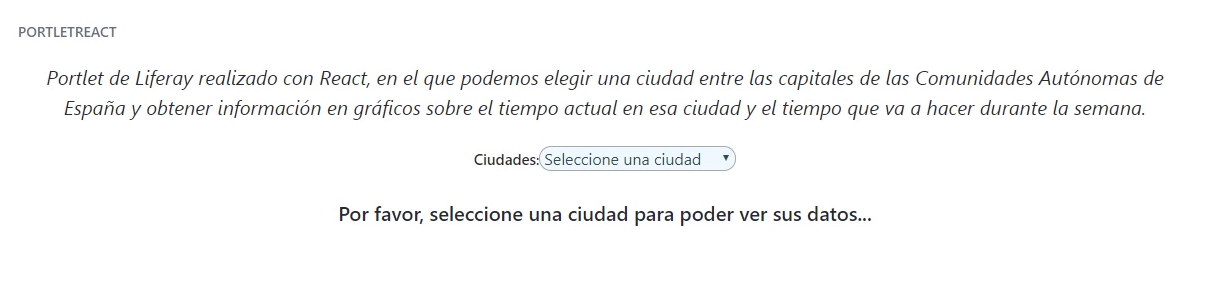 PORTLETREACT
Portlet de Liferay realizado con React, en el que podemos elegir una ciudad entre las capitales de las Comunidades Autónomas de
España y obtener información en gráficos sobre el tiempo actual en esa ciudad y el tiempo que va a hacer durante la semana.
Ciudades: Seleccione una ciudad
Por favor, seleccione una ciudad para poder ver sus datos...